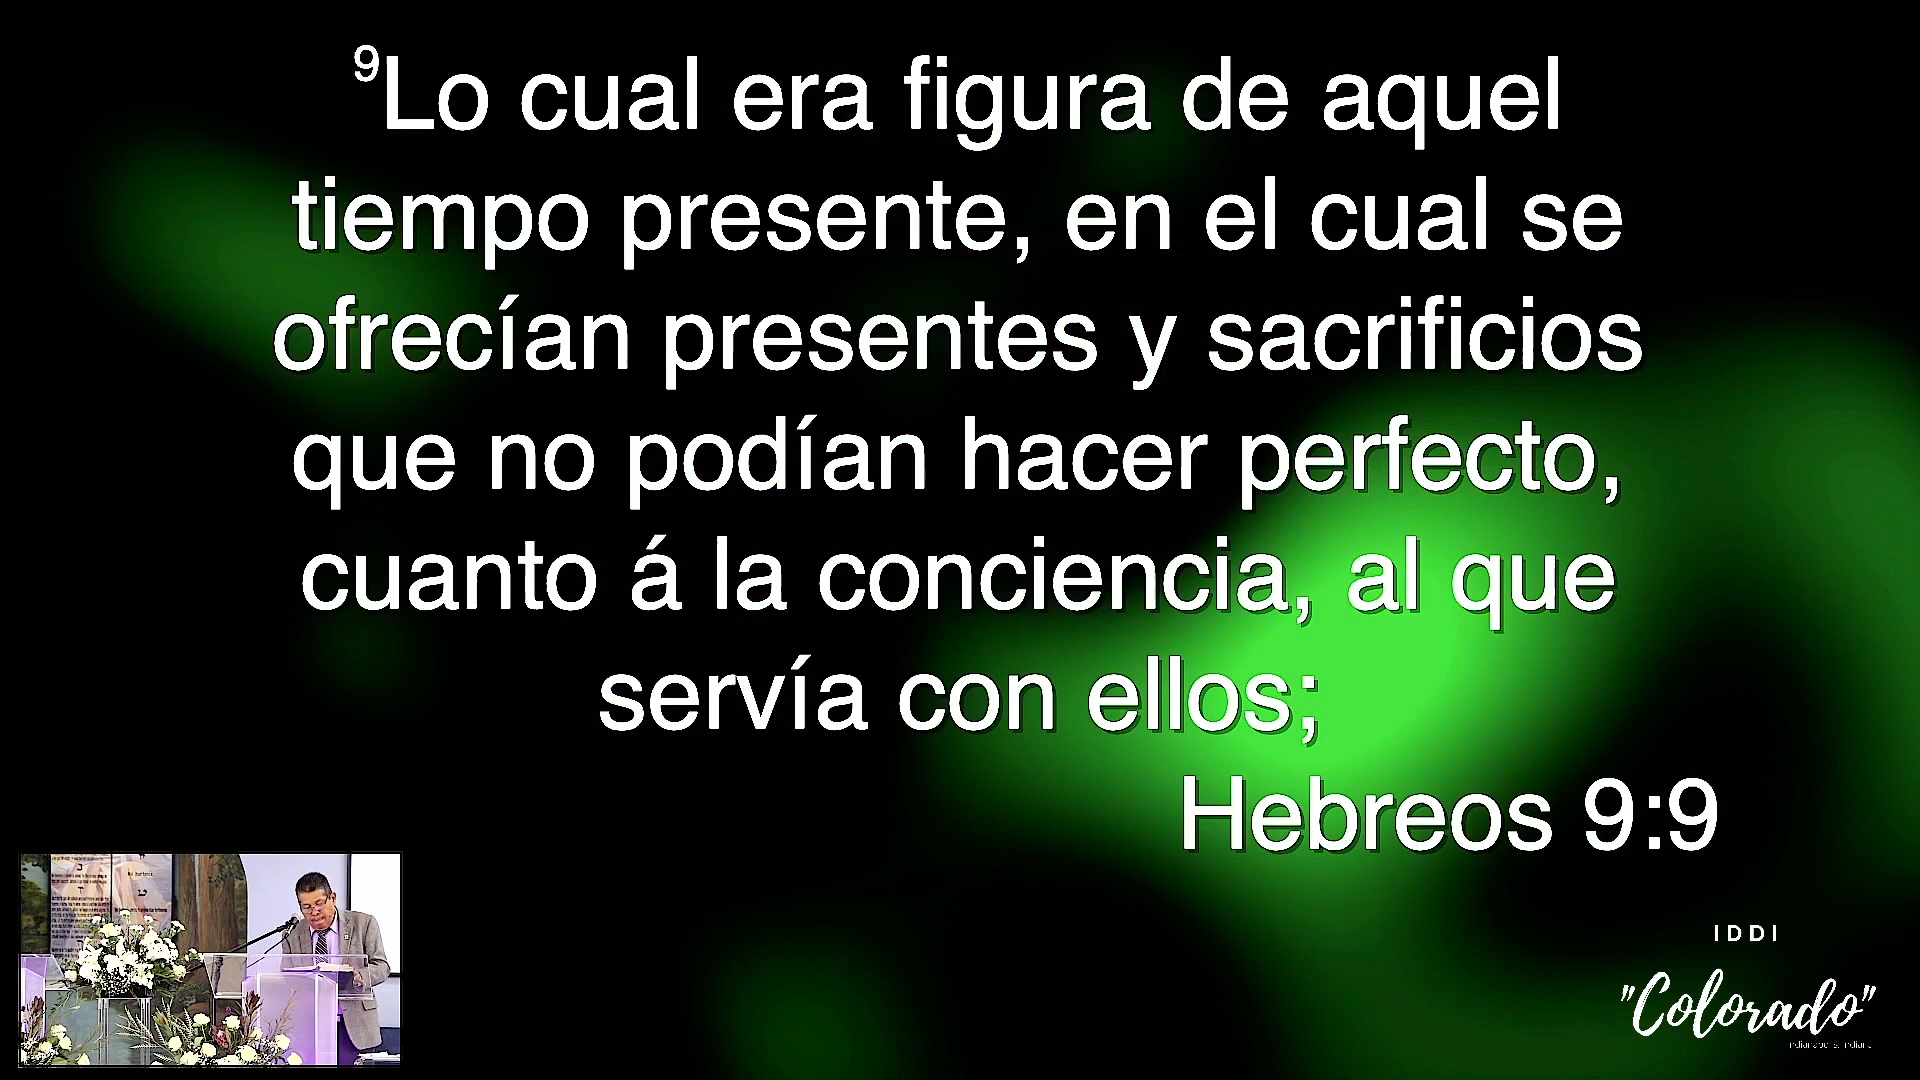 ⁹Lo cual era figura de aquel
tiempo presente, en el cual se
ofrecían presentes y sacrificios
que no podían hacer perfecto,
cuanto á la conciencia, al que
servía con ellos;
Hebreos 9:9
IDDI
"Colorado"